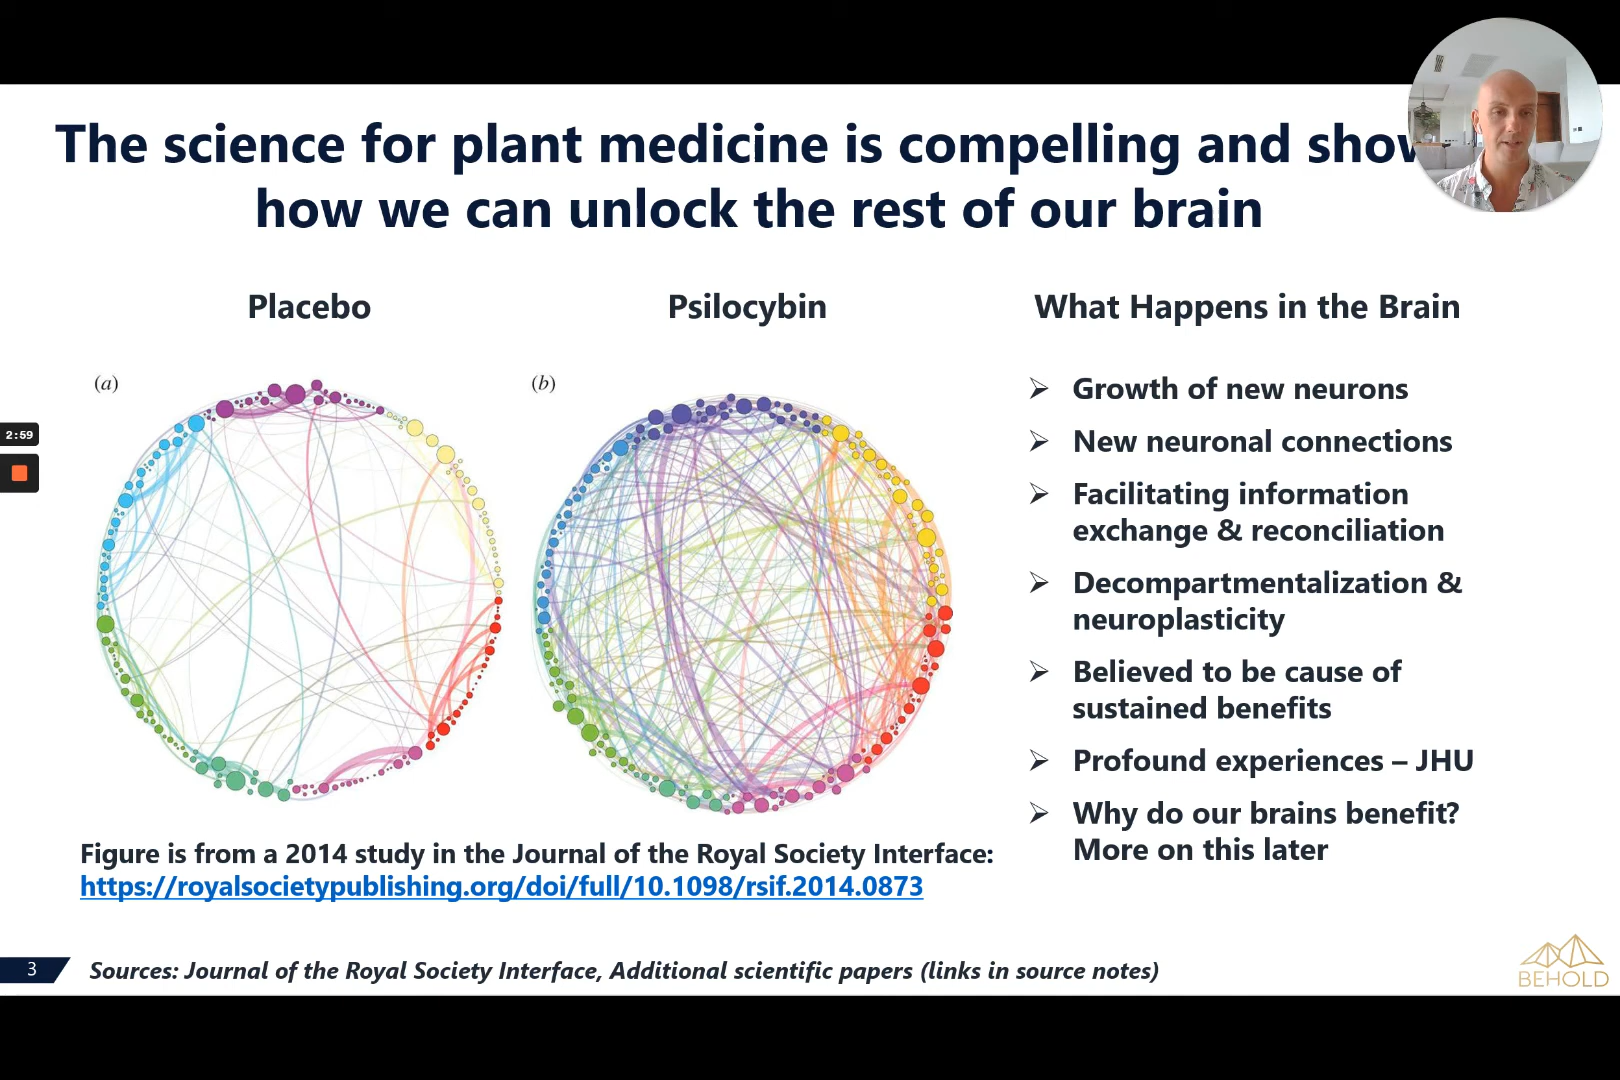 The science for plant medicine is compelling and show
how we can unlock the rest of our brain
Placebo
Psilocybin
What Happens in the Brain
(a)
(b)
2:59
➢ Growth of new neurons
➢ New neuronal connections
➢ Facilitating information
exchange & reconciliation
➢ Decompartmentalization &
neuroplasticity
➢ Believed to be cause of
sustained benefits
➢ Profound experiences – JHU
➢ Why do our brains benefit?
More on this later
Figure is from a 2014 study in the Journal of the Royal Society Interface:
https://royalsocietypublishing.org/doi/full/10.1098/rsif.2014.0873
3
Sources: Journal of the Royal Society Interface, Additional scientific papers (links in source notes)
BEHOLD